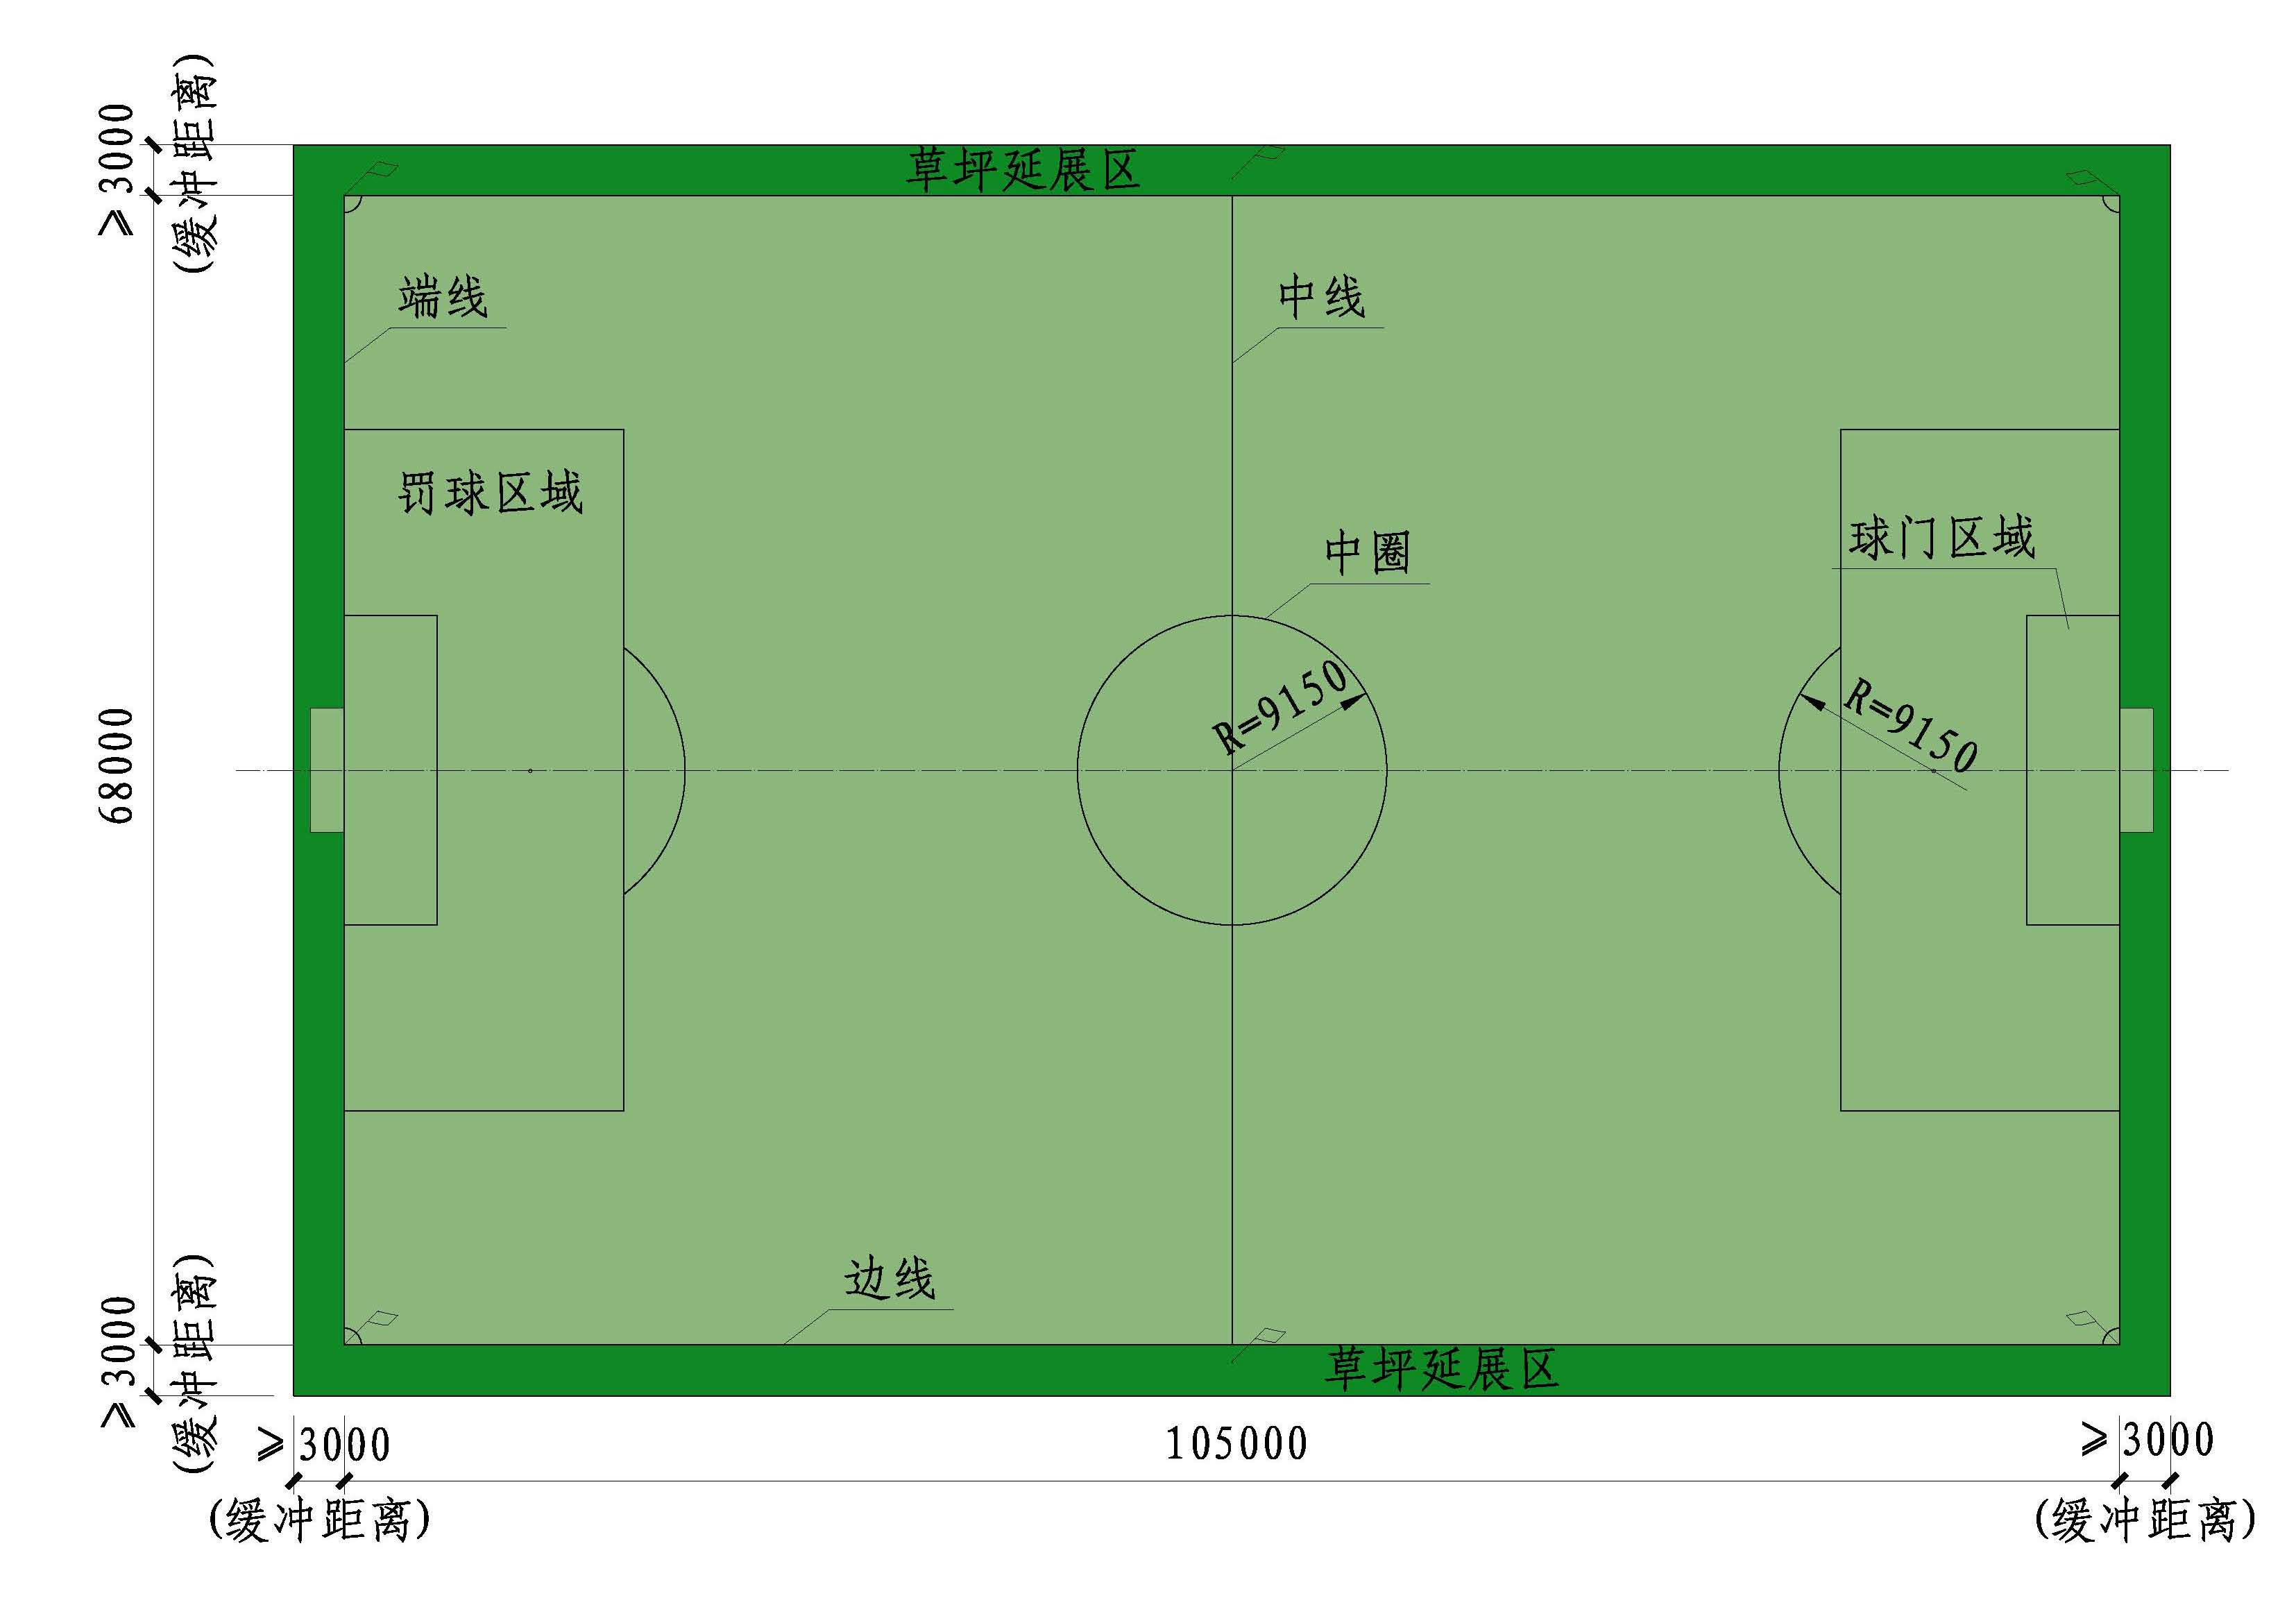 ≥3000
(缓冲距离)
草坪延展区
端线
中线
罚球区域
球门区域
中圈
R=9150
R=9150
68000
边线
≥3000
(缓冲距离)
草坪延展区
≥3000
105000
≥3000
(缓冲距离)
(缓冲距离)